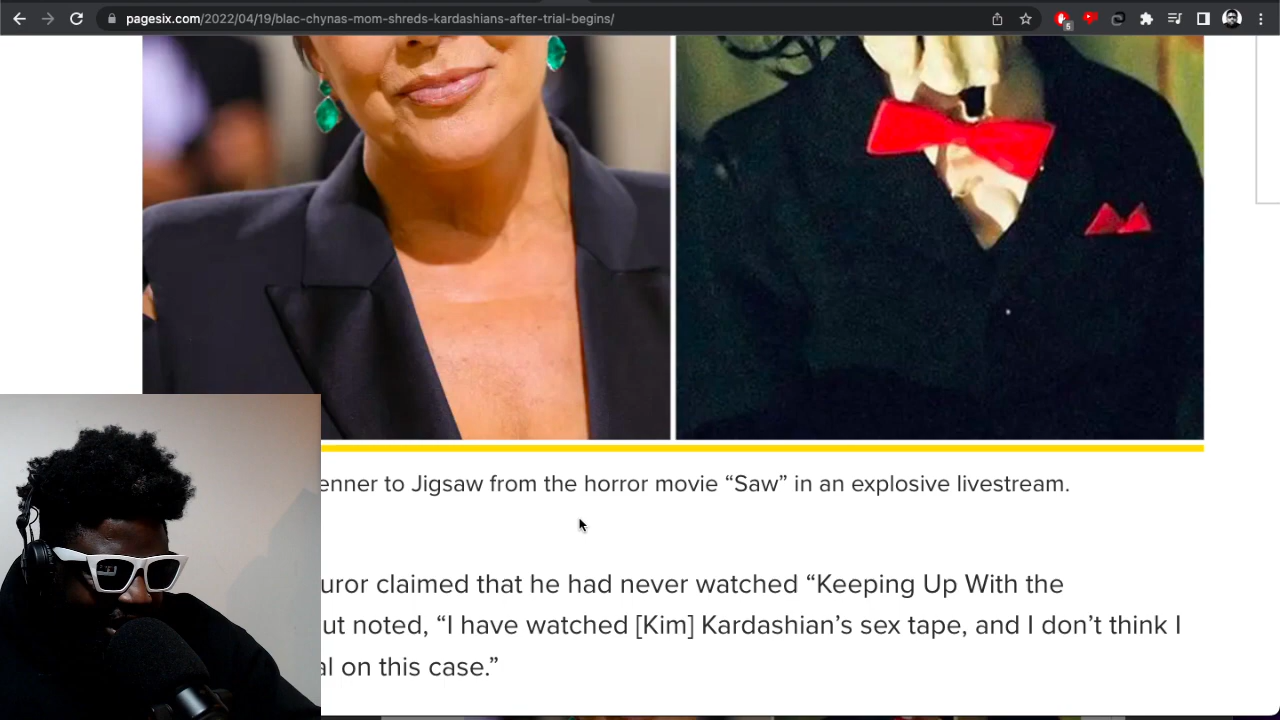 pagesix.com/2022/04/19/blac-chynas-mom-shreds-kardashians-after-trial-begins/
5
enner to Jigsaw from the horror movie “Saw” in an explosive livestream.
uror claimed that he had never watched “Keeping Up With the
ut noted, “I have watched [Kim] Kardashian’s sex tape, and I don’t think I
al on this case.”